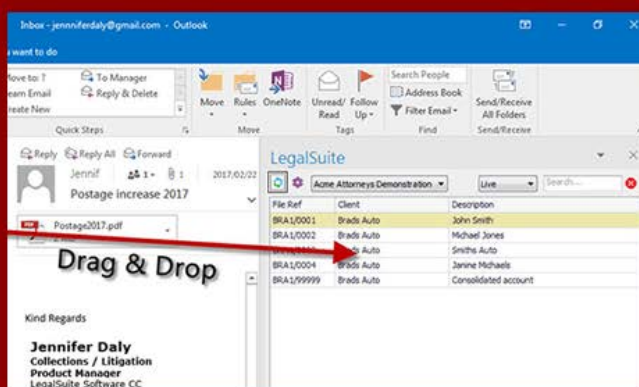 Inbox - jennniferdaly@gmail.com - Outlook
u want to do
Move to: ?
To Manager
Team Email
Reply & Delete
Create New
Quick Steps
Move
Rules
OneNote
Move
Unread/ Read
Follow Up
Tags
Search People
Address Book
Filter Email
Find
Send/Receive All Folders
Send/Receive
Reply Reply All Forward
Jennif
1
1
2017/02/22
Postage increase 2017
PDF
Postage2017.pdf
Drag & Drop
Kind Regards
Jennifer Daly
Collections / Litigation
Product Manager
LegalSuite Software CC
LegalSuite
Acme Attorneys Demonstration
Live
Search...
File Ref Client Description
BRA1/0001 Brads Auto John Smith
BRA1/0002 Brads Auto Michael Jones
Brads Auto Smiths Auto
BRA1/0004 Brads Auto Janine Michaels
BRA1/99999 Brads Auto Consolidated account